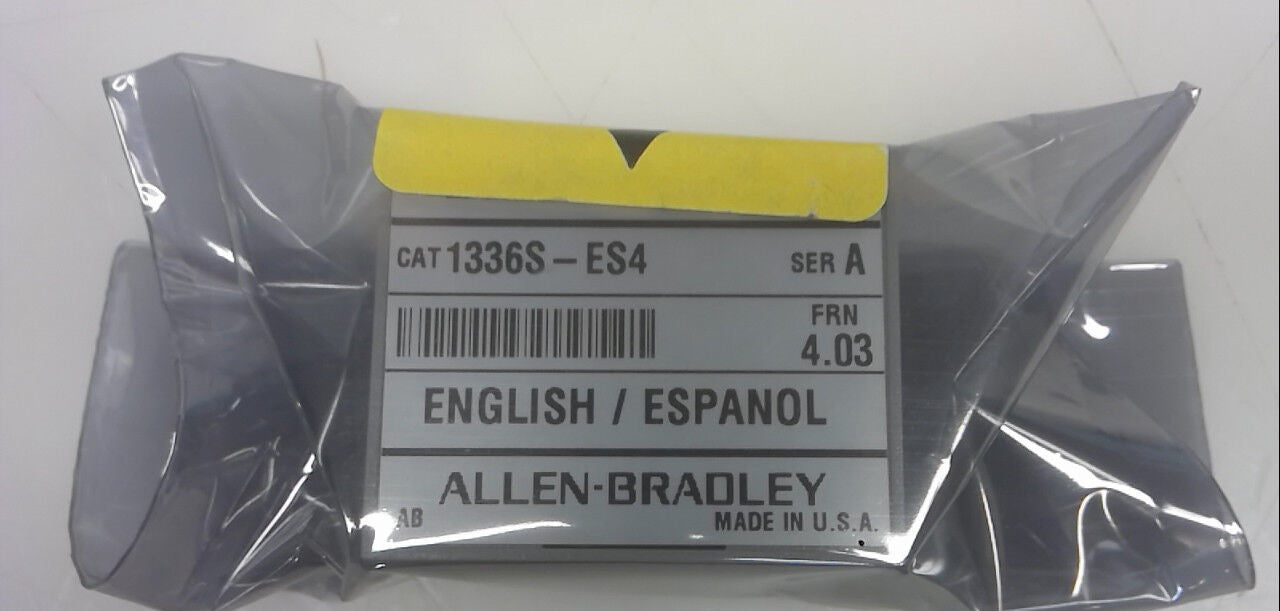 CAT 1336S-ES4 SER A
FRN
4.03
ENGLISH / ESPANOL
ALLEN-BRADLEY
AB MADE IN U.S.A.